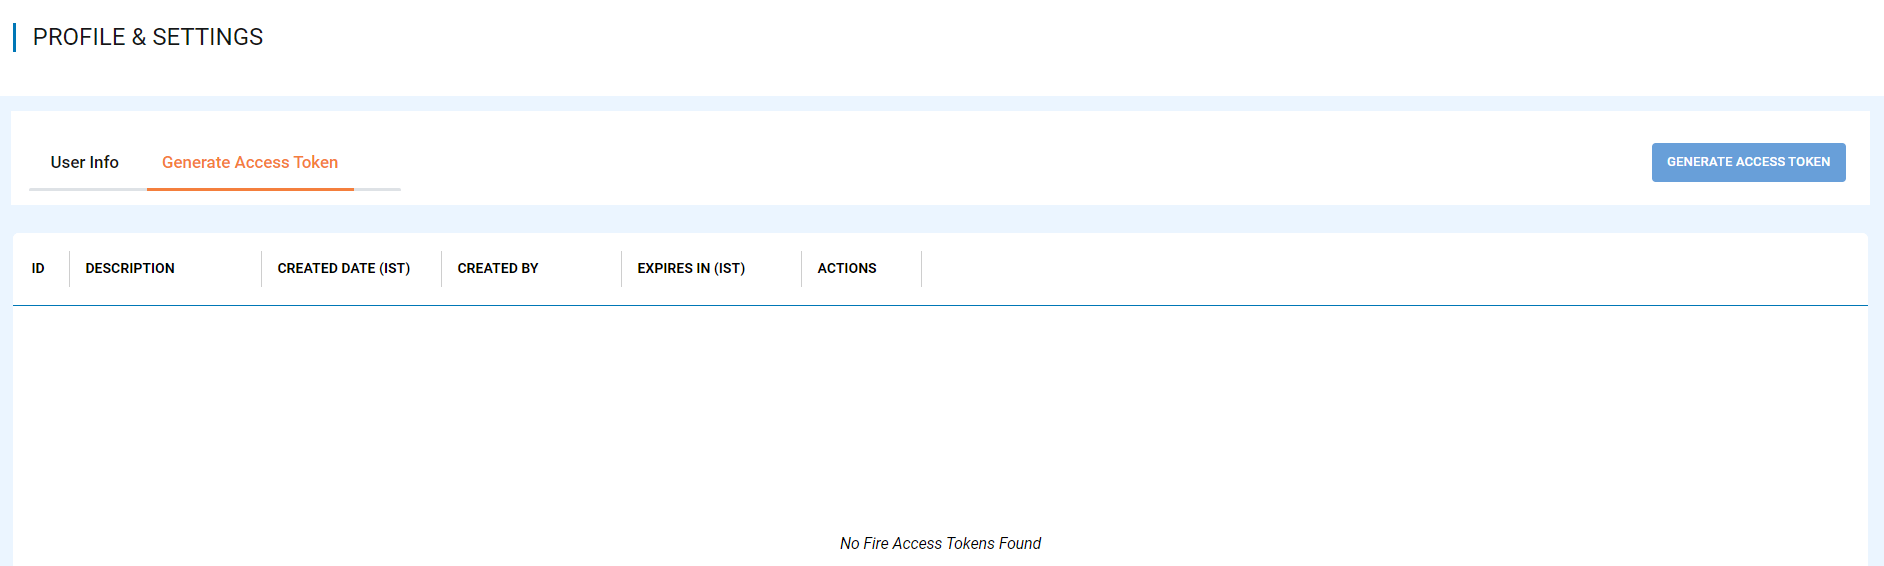 PROFILE & SETTINGS
User Info Generate Access Token GENERATE ACCESS TOKEN
ID DESCRIPTION CREATED DATE (IST) CREATED BY EXPIRES IN (IST) ACTIONS
No Fire Access Tokens Found